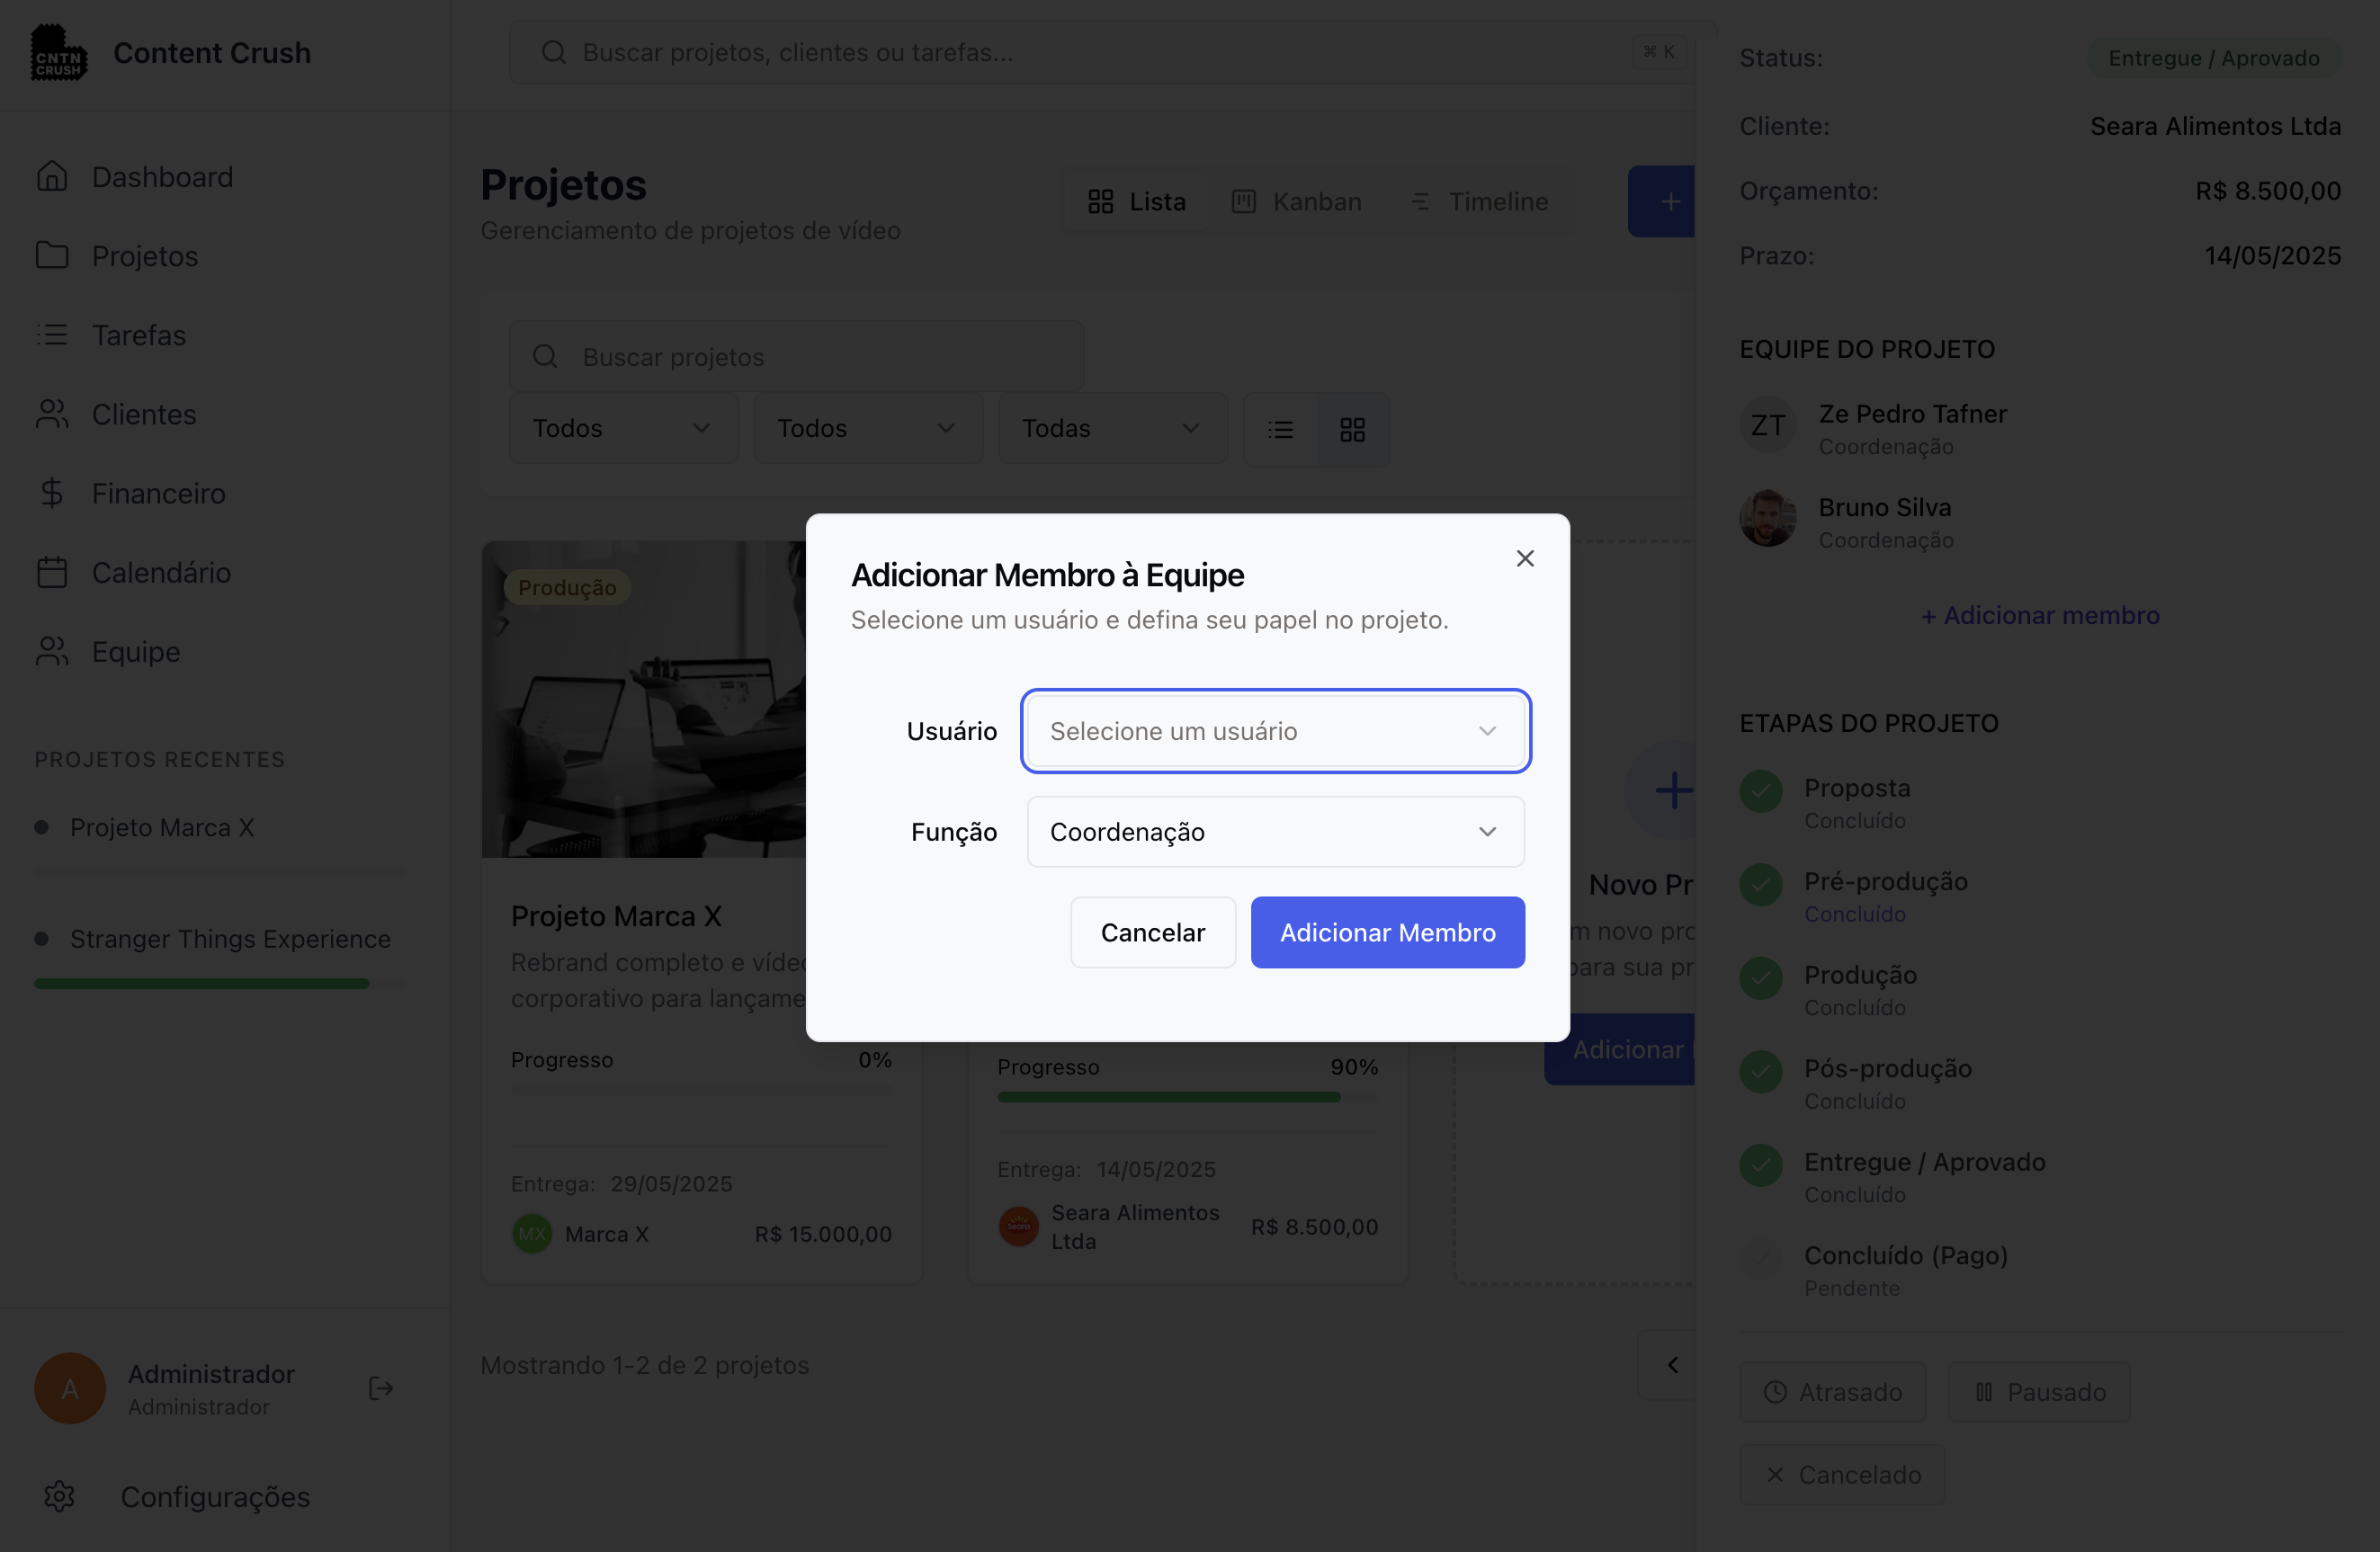 CNTN
CRUSH
Content Crush
Dashboard
Projetos
Tarefas
Clientes
Financeiro
Calendário
Equipe
PROJETOS RECENTES
Projeto Marca X
Stranger Things Experience
A
Administrador
Administrador
Configurações
Buscar projetos, clientes ou tarefas...
⌘ K
Projetos
Gerenciamento de projetos de vídeo
Lista
Kanban
Timeline
+
Buscar projetos
Todos
Todos
Todas
Produção
Projeto Marca X
Rebrand completo e víde
corporativo para lançame
Progresso
0%
Entrega: 29/05/2025
MX
Marca X
R$ 15.000,00
Progresso
90%
Entrega: 14/05/2025
Seara
Seara Alimentos
Ltda
R$ 8.500,00
Novo Pr
m novo pro
para sua pr
Adicionar
Mostrando 1-2 de 2 projetos
Adicionar Membro à Equipe
Selecione um usuário e defina seu papel no projeto.
Usuário
Selecione um usuário
Função
Coordenação
Cancelar
Adicionar Membro
Status:
Entregue / Aprovado
Cliente:
Seara Alimentos Ltda
Orçamento:
R$ 8.500,00
Prazo:
14/05/2025
EQUIPE DO PROJETO
ZT
Ze Pedro Tafner
Coordenação
Bruno Silva
Coordenação
+ Adicionar membro
ETAPAS DO PROJETO
Proposta
Concluído
Pré-produção
Concluído
Produção
Concluído
Pós-produção
Concluído
Entregue / Aprovado
Concluído
Concluído (Pago)
Pendente
Atrasado
Pausado
Cancelado